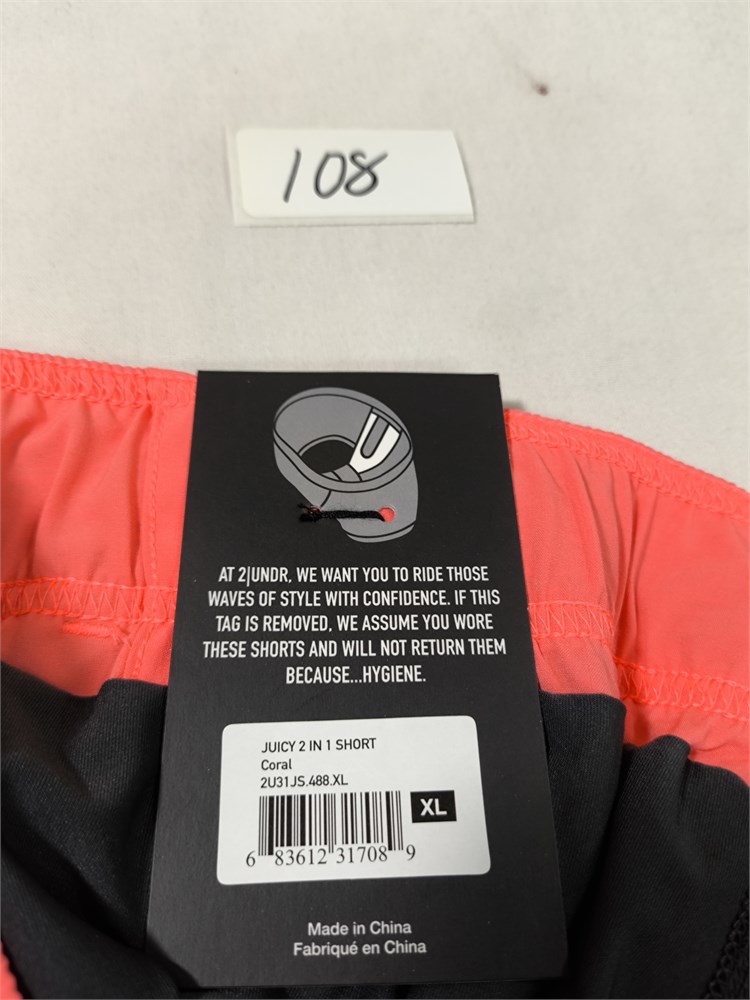 108
AT 2|UNDR, WE WANT YOU TO RIDE THOSE
WAVES OF STYLE WITH CONFIDENCE. IF THIS
TAG IS REMOVED, WE ASSUME YOU WORE
THESE SHORTS AND WILL NOT RETURN THEM
BECAUSE...HYGIENE.
JUICY 2 IN 1 SHORT
Coral
2U31JS.488.XL
XL
6 83612 31708 9
Made in China
Fabriqué en China